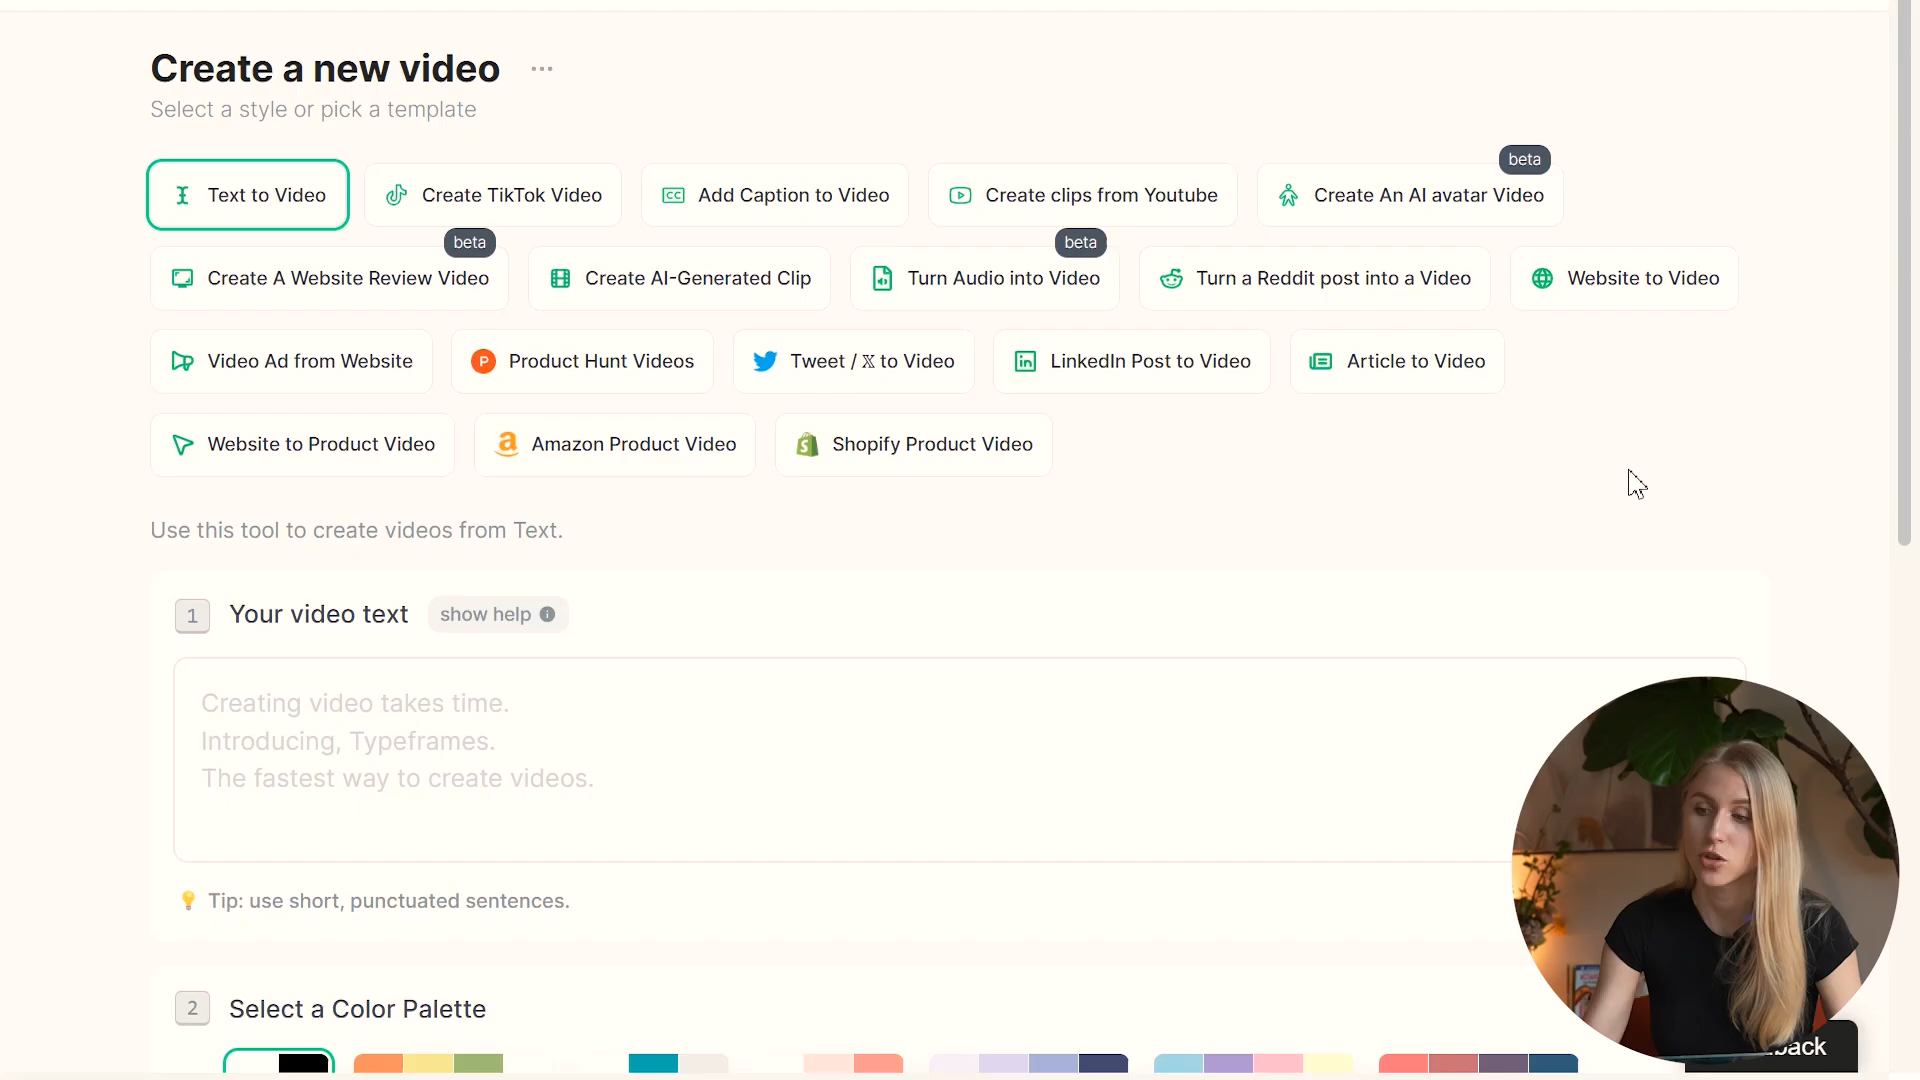 Create a new video ...
Select a style or pick a template
beta
Text to Video
Create TikTok Video
CC Add Caption to Video
Create clips from Youtube
Create An AI avatar Video
beta
beta
Create A Website Review Video
Create AI-Generated Clip
Turn Audio into Video
Turn a Reddit post into a Video
Website to Video
Video Ad from Website
P Product Hunt Videos
Tweet / 𝕏 to Video
in LinkedIn Post to Video
Article to Video
Website to Product Video
a Amazon Product Video
S Shopify Product Video
Use this tool to create videos from Text.
1 Your video text show help i
Creating video takes time.
Introducing, Typeframes.
The fastest way to create videos.
Tip: use short, punctuated sentences.
2 Select a Color Palette